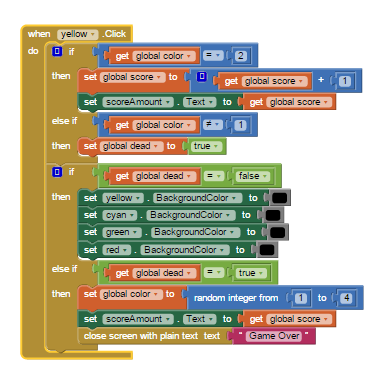 when yellow .Click
do if get global color = 2
then set global score to get global score + 1
set scoreAmount . Text to get global score
else if get global color ≠ 1
then set global dead to true
if get global dead = false
then set yellow . BackgroundColor to
set cyan . BackgroundColor to
set green . BackgroundColor to
set red . BackgroundColor to
else if get global dead = true
then set global color to random integer from 1 to 4
set scoreAmount . Text to get global score
close screen with plain text text " Game Over "